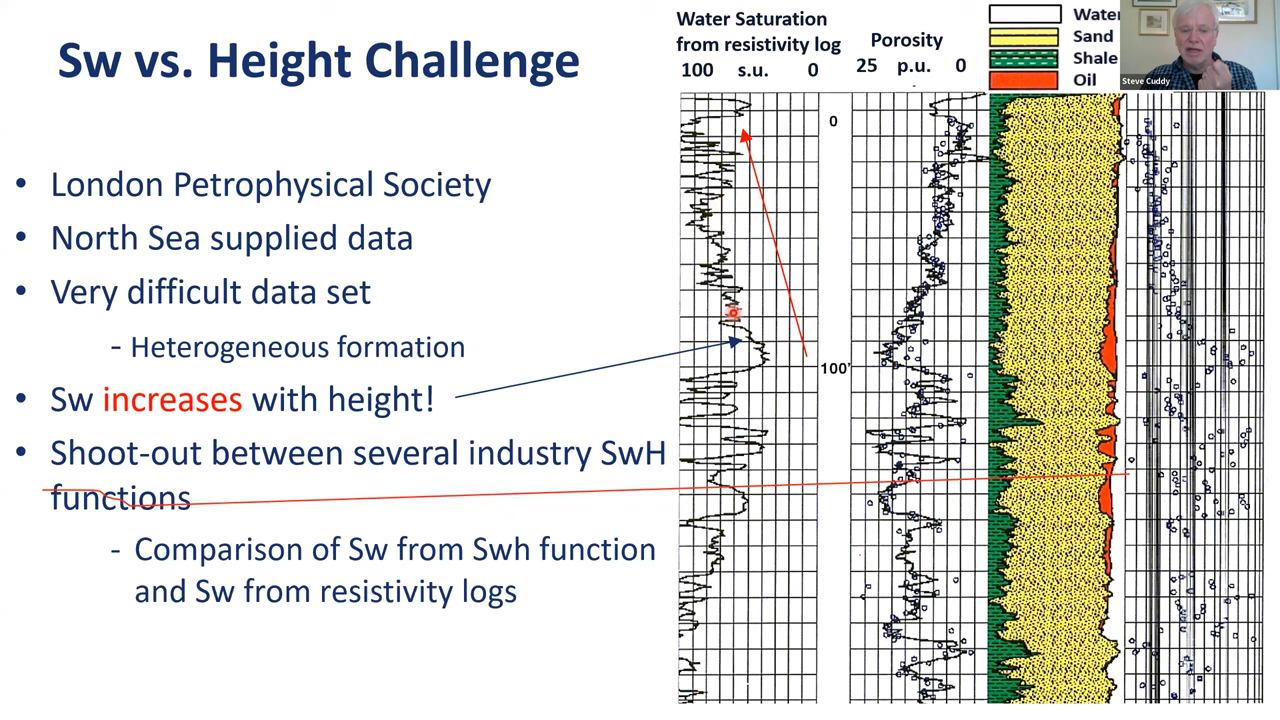 Sw vs. Height Challenge
• London Petrophysical Society
• North Sea supplied data
• Very difficult data set
- Heterogeneous formation
• Sw increases with height!
• Shoot-out between several industry SwH
functions
- Comparison of Sw from Swh function
and Sw from resistivity logs
Water Saturation
from resistivity log
100 s.u. 0
Porosity
25 p.u. 0
Water
Sand
Shale
Oil
Steve Cuddy
0
100'